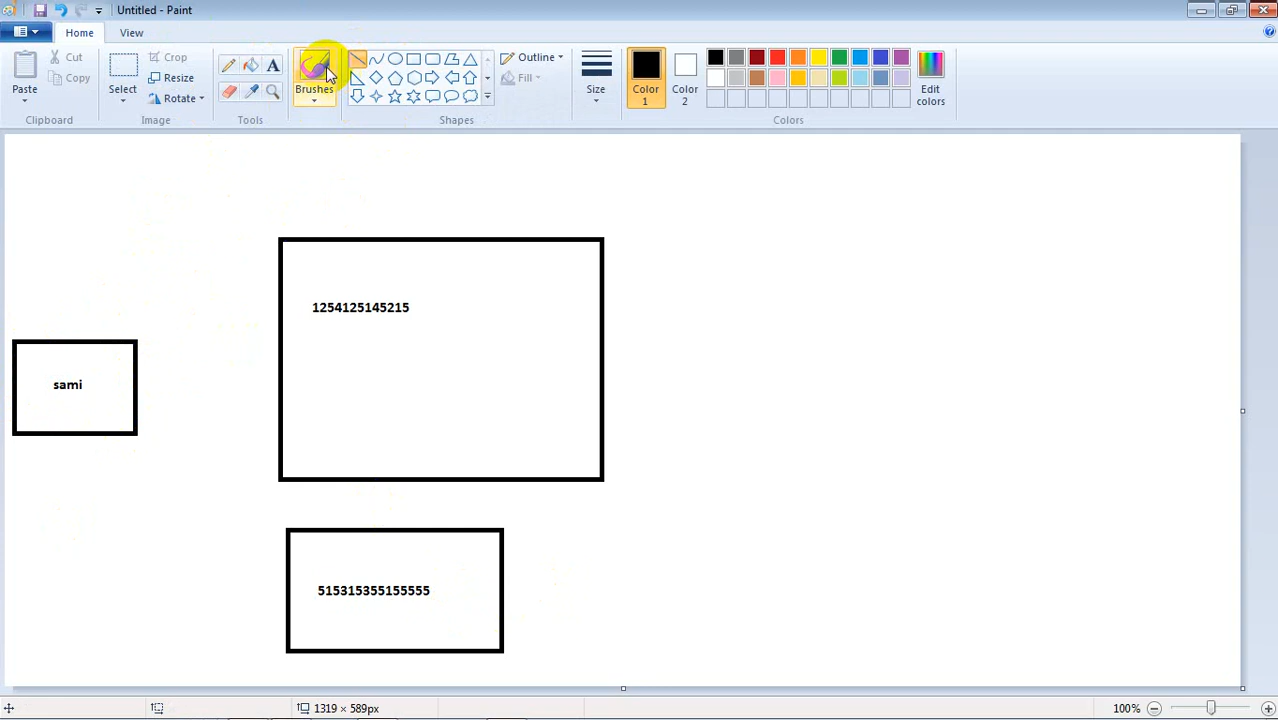 Untitled - Paint
Home View
Paste
Cut
Copy
Select
Crop
Resize
Rotate
A
Brushes
Outline
Fill
Size
Color 1
Color 2
Edit colors
Clipboard Image Tools Shapes Colors
1254125145215
sami
515315355155555
1319 × 589px
100%